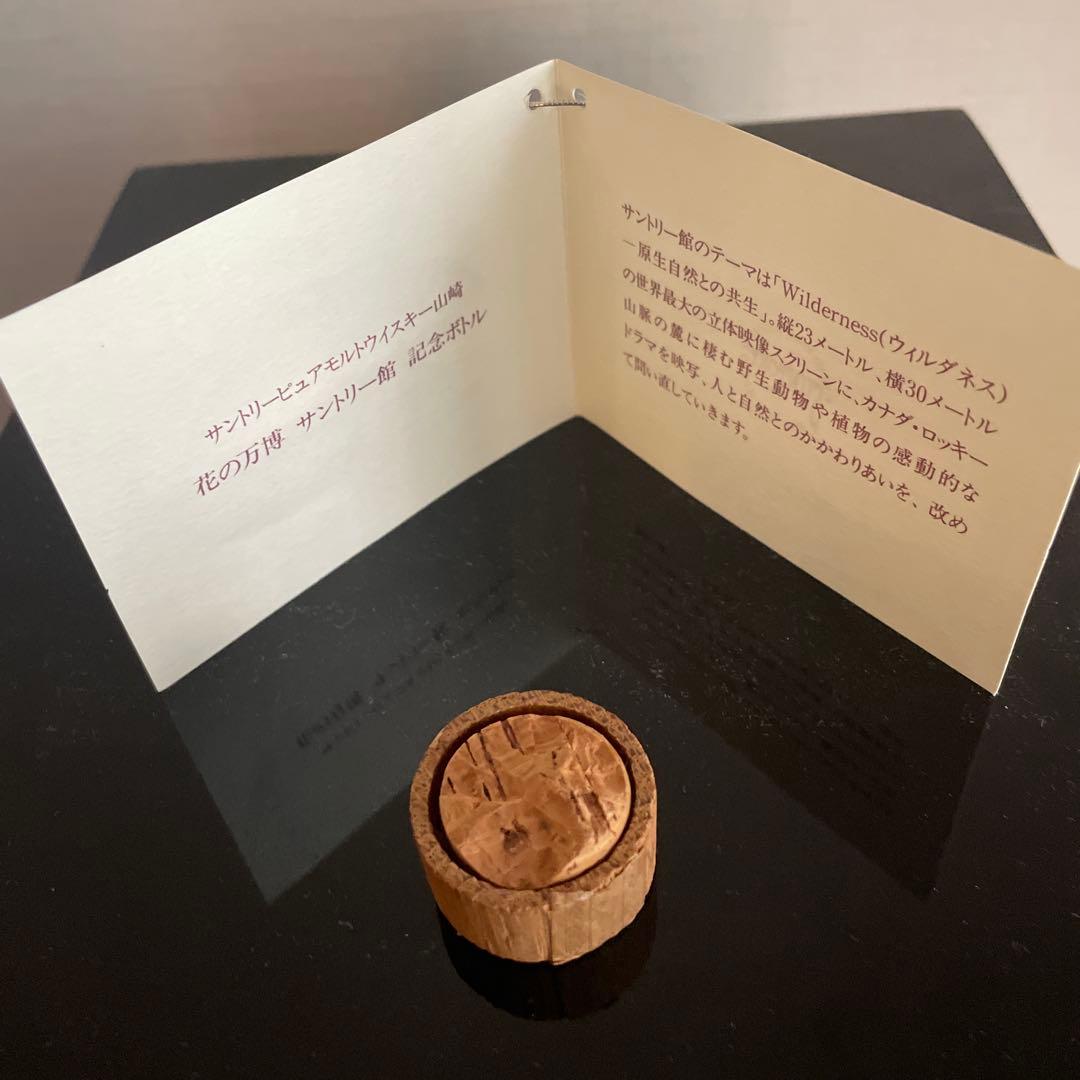 サントリーピュアモルトウイスキー山崎
花の万博 サントリー館 記念ボトル
サントリー館のテーマは「Wilderness(ウィルダネス)
—原生自然との共生」。縦23メートル、横30メートル
の世界最大の立体映像スクリーンに、カナダ・ロッキー
山脈の麓に棲む野生動物や植物の感動的な
ドラマを映写、人と自然とのかかわりあいを、改め
て問い直していきます。